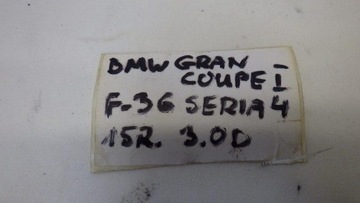 BMW GRAN
COUPE I
F-36 SERIA 4
15R. 3.0D